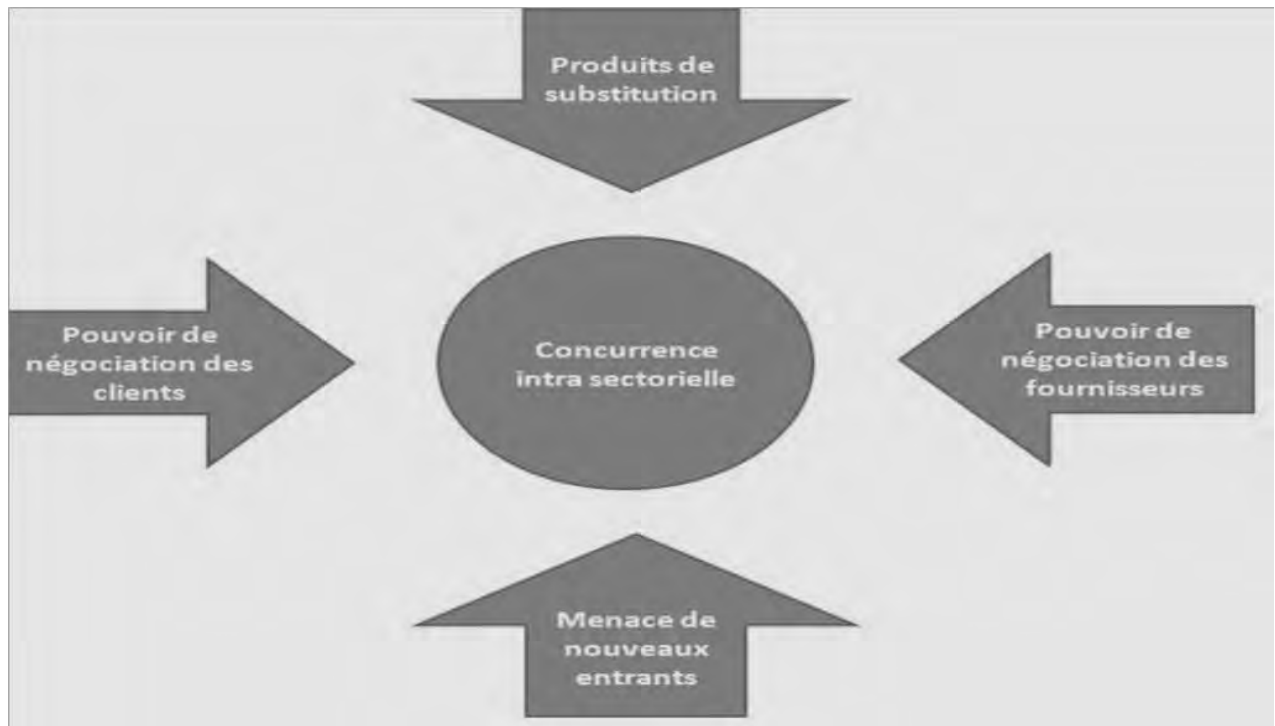 Produits de
substitution
Pouvoir de
négociation des
clients
Concurrence
intra sectorielle
Pouvoir de
négociation des
fournisseurs
Menace de
nouveaux
entrants